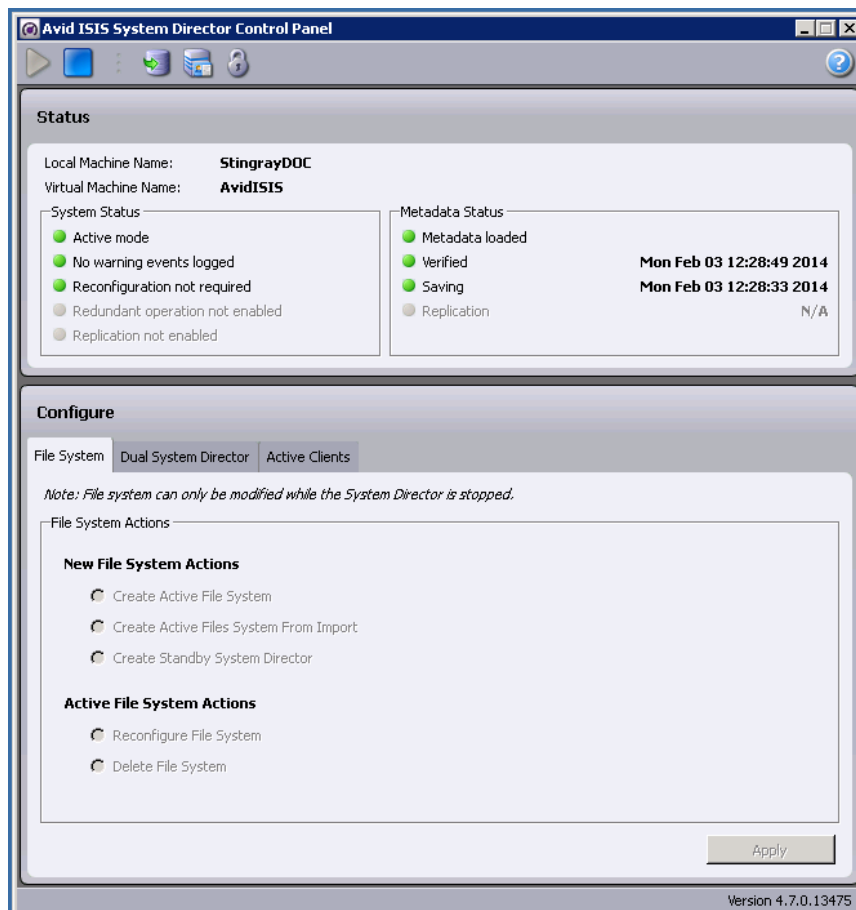 Avid ISIS System Director Control Panel
Status
Local Machine Name: StingrayDOC
Virtual Machine Name: AvidISIS
System Status
Active mode
No warning events logged
Reconfiguration not required
Redundant operation not enabled
Replication not enabled
Metadata Status
Metadata loaded
Verified Mon Feb 03 12:28:49 2014
Saving Mon Feb 03 12:28:33 2014
Replication N/A
Configure
File System Dual System Director Active Clients
Note: File system can only be modified while the System Director is stopped.
File System Actions
New File System Actions
Create Active File System
Create Active Files System From Import
Create Standby System Director
Active File System Actions
Reconfigure File System
Delete File System
Apply
Version 4.7.0.13475